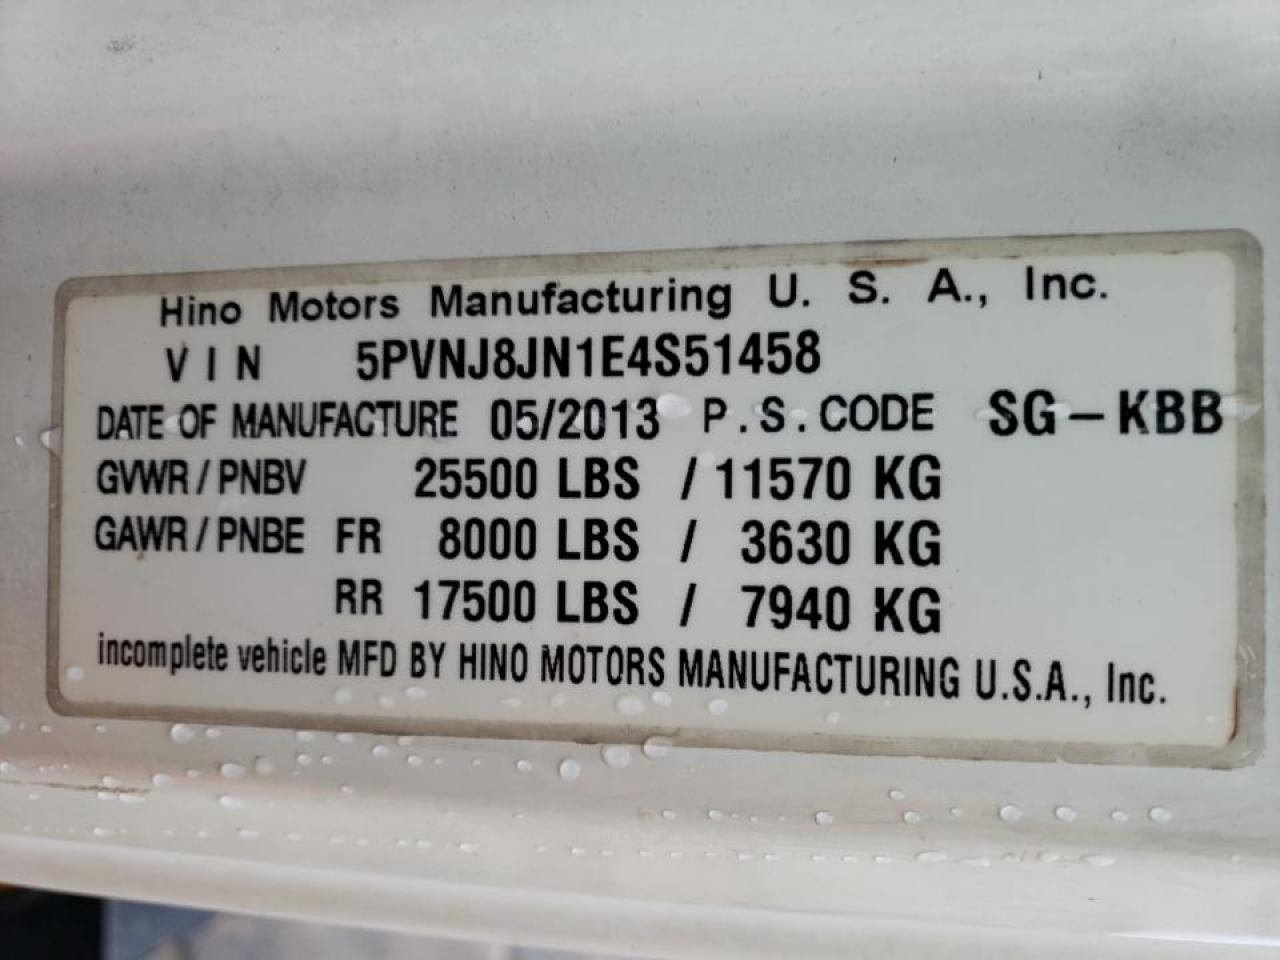 Hino Motors Manufacturing U. S. A., Inc.
VIN 5PVNJ8JN1E4S51458
DATE OF MANUFACTURE 05/2013 P.S.CODE SG-KBB
GVWR/PNBV 25500 LBS / 11570 KG
GAWR/PNBE FR 8000 LBS / 3630 KG
RR 17500 LBS / 7940 KG
incomplete vehicle MFD BY HINO MOTORS MANUFACTURING U.S.A., Inc.